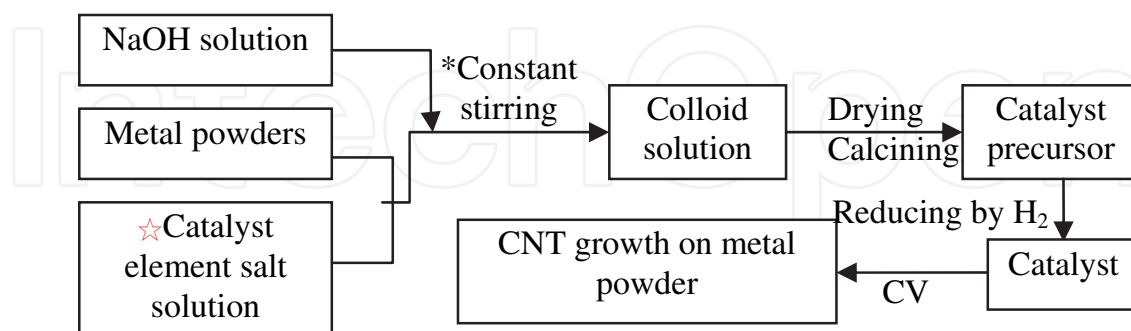 IntechOpen
NaOH solution
*Constant
stirring
Metal powders
☆Catalyst
element salt
solution
Colloid
solution
Drying
Calcining
Catalyst
precursor
Reducing by H₂
Catalyst
CV
CNT growth on metal
powder